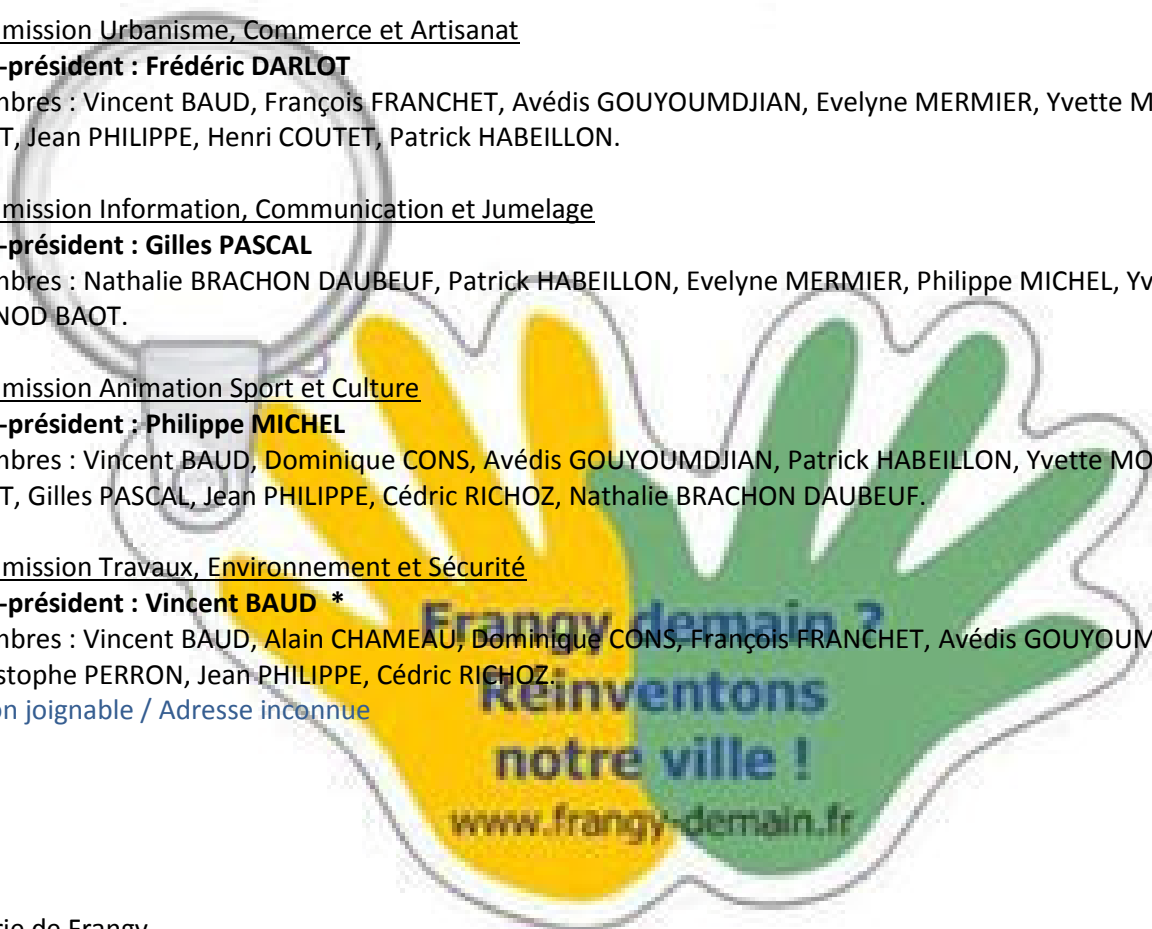 mission Urbanisme, Commerce et Artisanat
-président : Frédéric DARLOT
nbres : Vincent BAUD, François FRANCHET, Avédis GOUYOUMDJIAN, Evelyne MERMIER, Yvette M
T, Jean PHILIPPE, Henri COUTET, Patrick HABEILLON.
mission Information, Communication et Jumelage
-président : Gilles PASCAL
nbres : Nathalie BRACHON DAUBEUF, Patrick HABEILLON, Evelyne MERMIER, Philippe MICHEL, Yv
NOD BAOT.
mission Animation Sport et Culture
-président : Philippe MICHEL
nbres : Vincent BAUD, Dominique CONS, Avédis GOUYOUMDJIAN, Patrick HABEILLON, Yvette MO
T, Gilles PASCAL, Jean PHILIPPE, Cédric RICHOZ, Nathalie BRACHON DAUBEUF.
mission Travaux, Environnement et Sécurité
-président : Vincent BAUD *
nbres : Vincent BAUD, Alain CHAMEAU, Dominique CONS, François FRANCHET, Avédis GOUYOUM
stophe PERRON, Jean PHILIPPE, Cédric RICHOZ.
n joignable / Adresse inconnue
Frangy demain ?
Réinventons
notre ville !
www.frangy-demain.fr
rie de Frangy